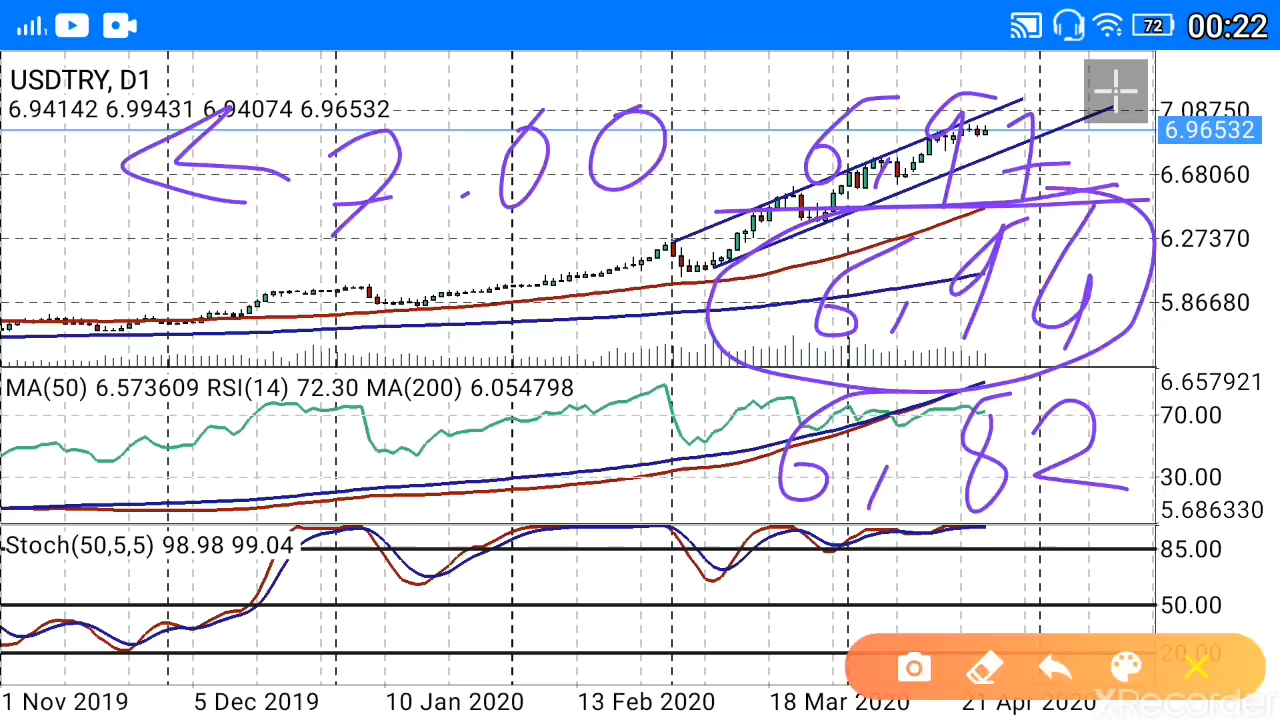 72 00:22
USDTRY, D1
6.94142 6.99431 6.94074 6.96532
7.08750
6.96532
6.68060
6.27370
5.86680
7.00
6,97
6,94
6,82
MA(50) 6.573609 RSI(14) 72.30 MA(200) 6.054798
6.657921
70.00
30.00
5.686330
Stoch(50,5,5) 98.98 99.04
85.00
50.00
20.00
1 Nov 2019 5 Dec 2019 10 Jan 2020 13 Feb 2020 18 Mar 2020 21 Apr 2020
XRecorder